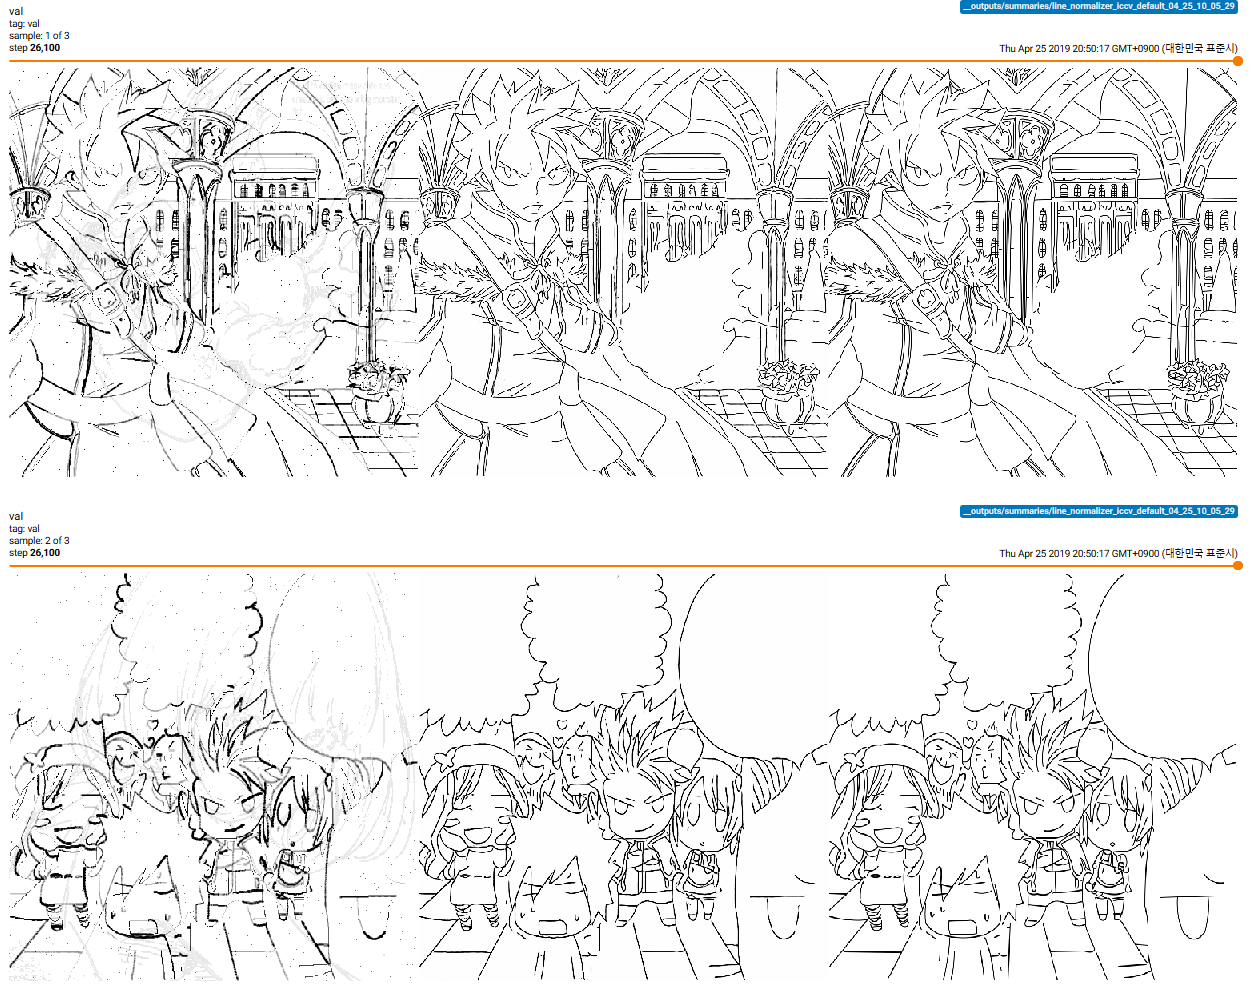 val
tag: val
sample: 1 of 3
step 26,100
__outputs/summaries/line_normalizer_iccv_default_04_25_10_05_29
Thu Apr 25 2019 20:50:17 GMT+0900 (대한민국 표준시)
val
tag: val
sample: 2 of 3
step 26,100
__outputs/summaries/line_normalizer_iccv_default_04_25_10_05_29
Thu Apr 25 2019 20:50:17 GMT+0900 (대한민국 표준시)